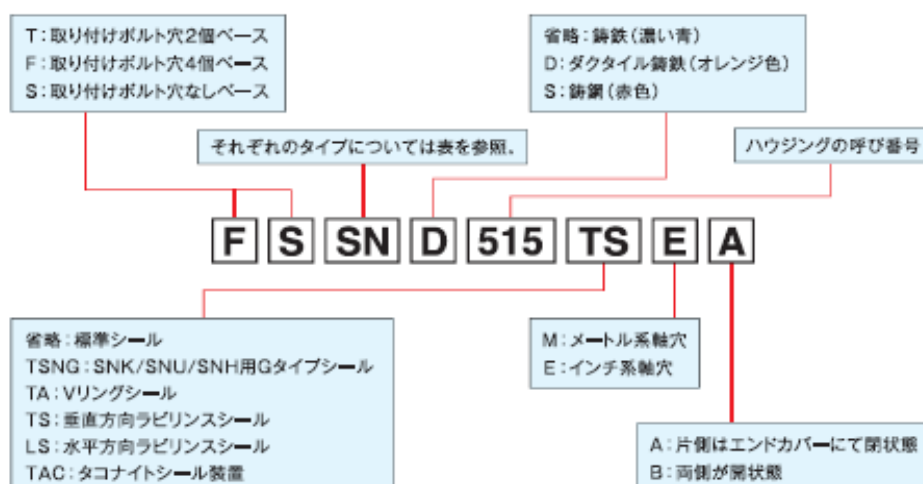 T:取り付けボルト穴2個ベース
F:取り付けボルト穴4個ベース
S:取り付けボルト穴なしベース
省略:鋳鉄(濃い青)
D:ダクタイル鋳鉄(オレンジ色)
S:鋳鋼(赤色)
それぞれのタイプについては表を参照。
ハウジングの呼び番号
F S SN D 515 TS E A
省略:標準シール
TSNG:SNK/SNU/SNH用Gタイプシール
TA:Vリングシール
TS:垂直方向ラビリンスシール
LS:水平方向ラビリンスシール
TAC:タコナイトシール装置
M:メートル系軸穴
E:インチ系軸穴
A:片側はエンドカバーにて閉状態
B:両側が開状態